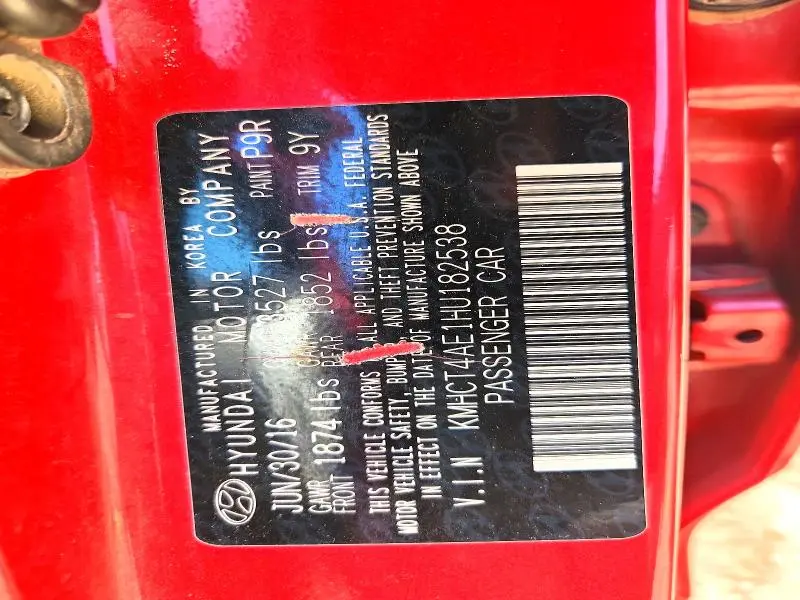 MANUFACTURED IN KOREA BY
HYUNDAI MOTOR COMPANY
JUN/30/16 3527 lbs PAINT P9R
GAWR FRONT 1874 lbs GAWR REAR 1852 lbs TRIM 9Y
THIS VEHICLE CONFORMS ALL APPLICABLE U.S.A. FEDERAL
MOTOR VEHICLE SAFETY, AND THEFT PREVENTION STANDARDS
IN EFFECT ON THE DATE OF MANUFACTURE SHOWN ABOVE
V.I.N KMHCT4AE1HU182538
PASSENGER CAR